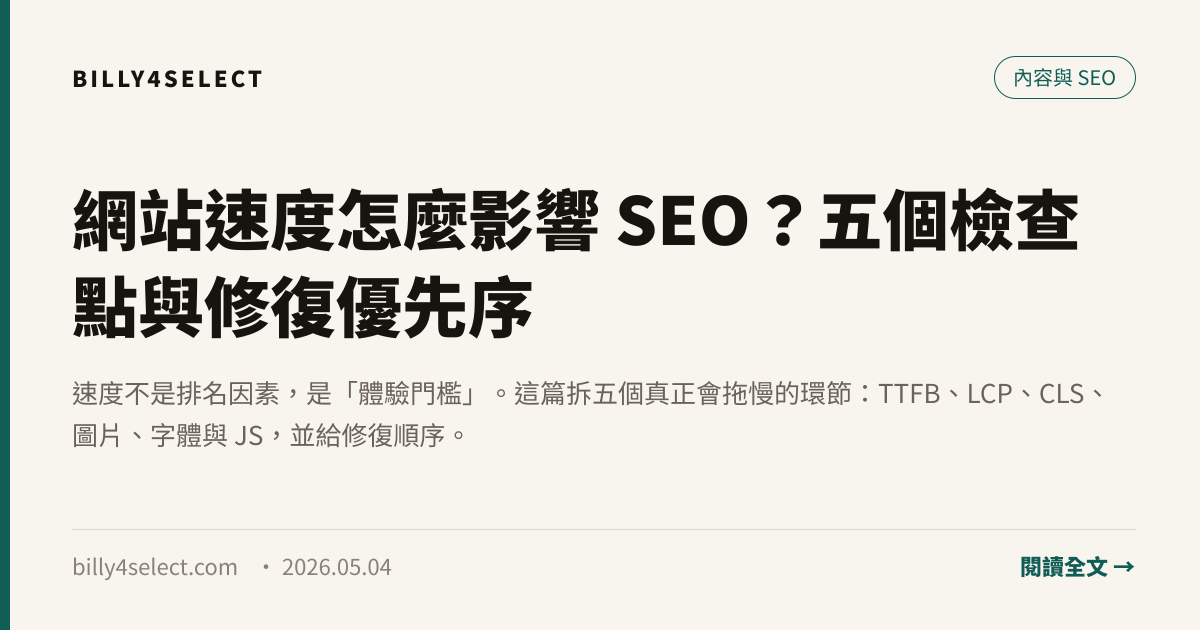 BILLY4SELECT
內容與 SEO
網站速度怎麼影響 SEO？五個檢查
點與修復優先序
速度不是排名因素，是「體驗門檻」。這篇拆五個真正會拖慢的環節：TTFB、LCP、CLS、
圖片、字體與 JS，並給修復順序。
billy4select.com ・ 2026.05.04
閱讀全文 →